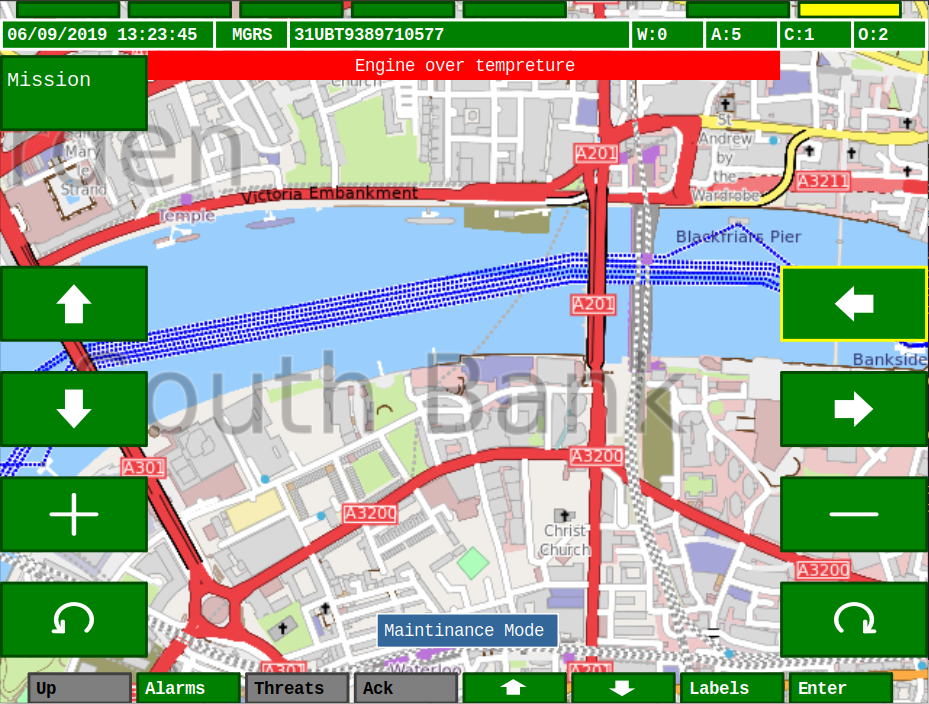 06/09/2019 13:23:45 MGRS 31UBT9389710577 W:0 A:5 C:1 O:2
Engine over tempreture
Mission
Church
St
Andrew
by
the
Wardrobe
Mary
le
Strand
A201
A3211
Victoria Embankment
Temple
Blackfriars Pier
A201
Bankside
South Bank
A301
A3200
A3200
Christ
Church
A3200
Maintinance Mode
A301
A201
Up Alarms Threats Ack Labels Enter